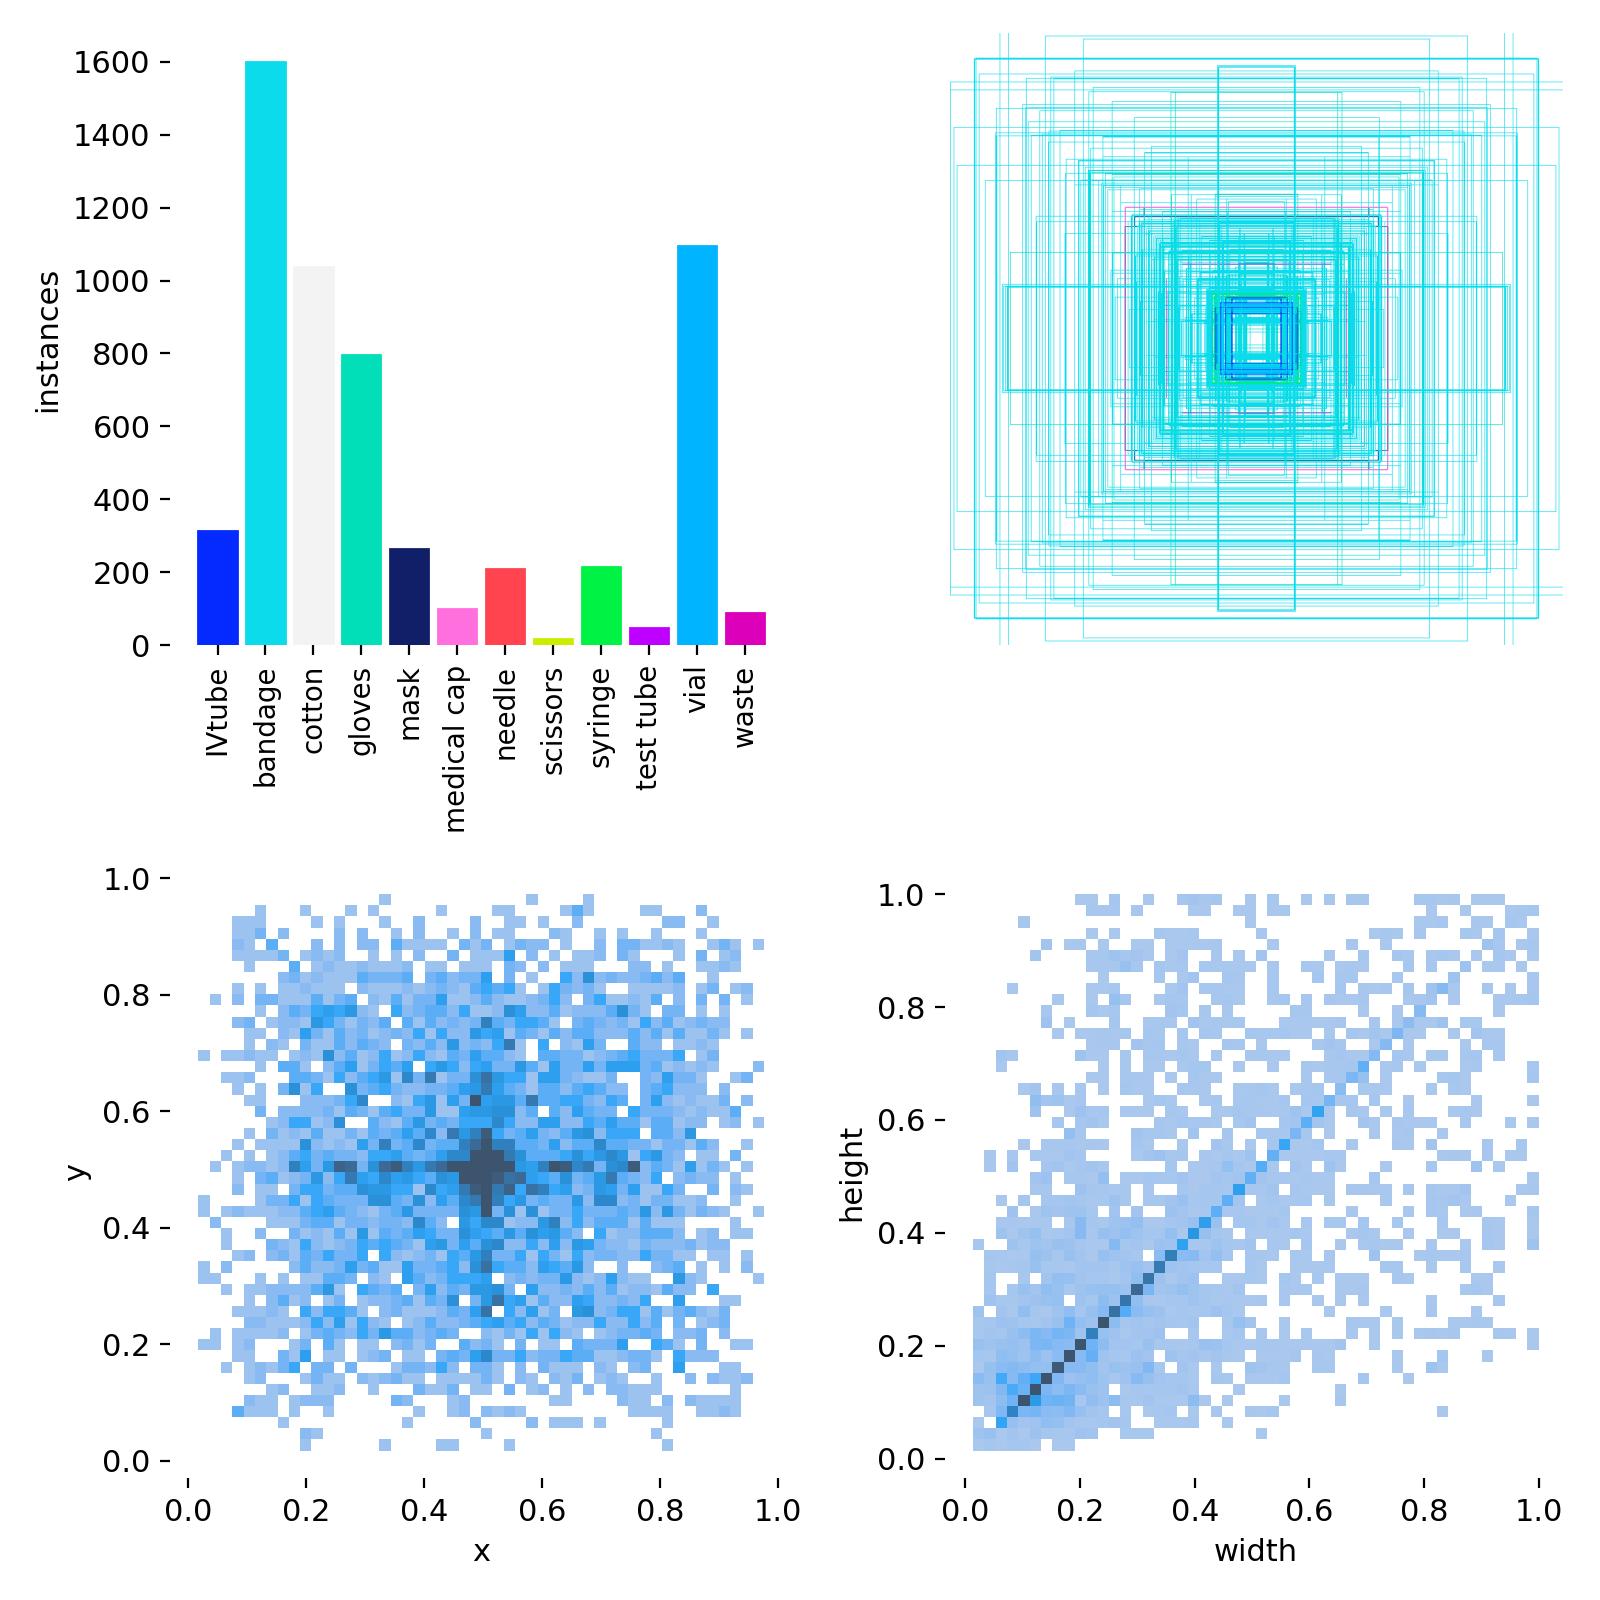 1600
1400
1200
1000
800
600
400
200
0
instances
IVtube
bandage
cotton
gloves
mask
medical cap
needle
scissors
syringe
test tube
vial
waste
1.0
0.8
0.6
0.4
0.2
0.0
y
0.0 0.2 0.4 0.6 0.8 1.0
x
1.0
0.8
0.6
0.4
0.2
0.0
height
0.0 0.2 0.4 0.6 0.8 1.0
width